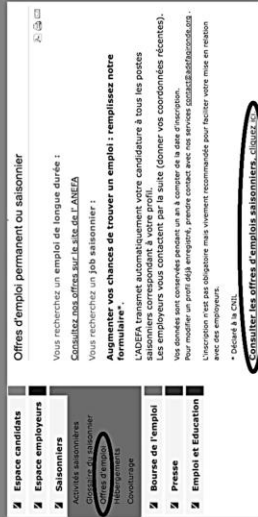 Espace candidats
Espace employeurs
Saisonniers
Activités saisonnières
Glossaire du saisonnier
Offres d'emploi
Hébergements
Covoiturage
Bourse de l'emploi
Presse
Emploi et Education
Offres d'emploi permanent ou saisonnier
Vous recherchez un emploi de longue durée :
Consultez nos offres sur le site de l' ANEFA
Vous recherchez un job saisonnier :
Augmenter vos chances de trouver un emploi : remplissez notre
formulaire*.
L'ADEFA transmet automatiquement votre candidature à tous les postes
saisonniers correspondant à votre profil.
Les employeurs vous contactent par la suite (donner vos coordonnées récentes).
Vos données sont conservées pendant un an à compter de la date d'inscription.
Pour modifier un profil déjà enregistré, prendre contact avec nos services contact@adefagironde.org .
L'inscription n'est pas obligatoire mais vivement recommandée pour faciliter votre mise en relation
avec des employeurs.
* Déclaré à la CNIL
Consulter les offres d'emplois saisonniers, cliquez ici